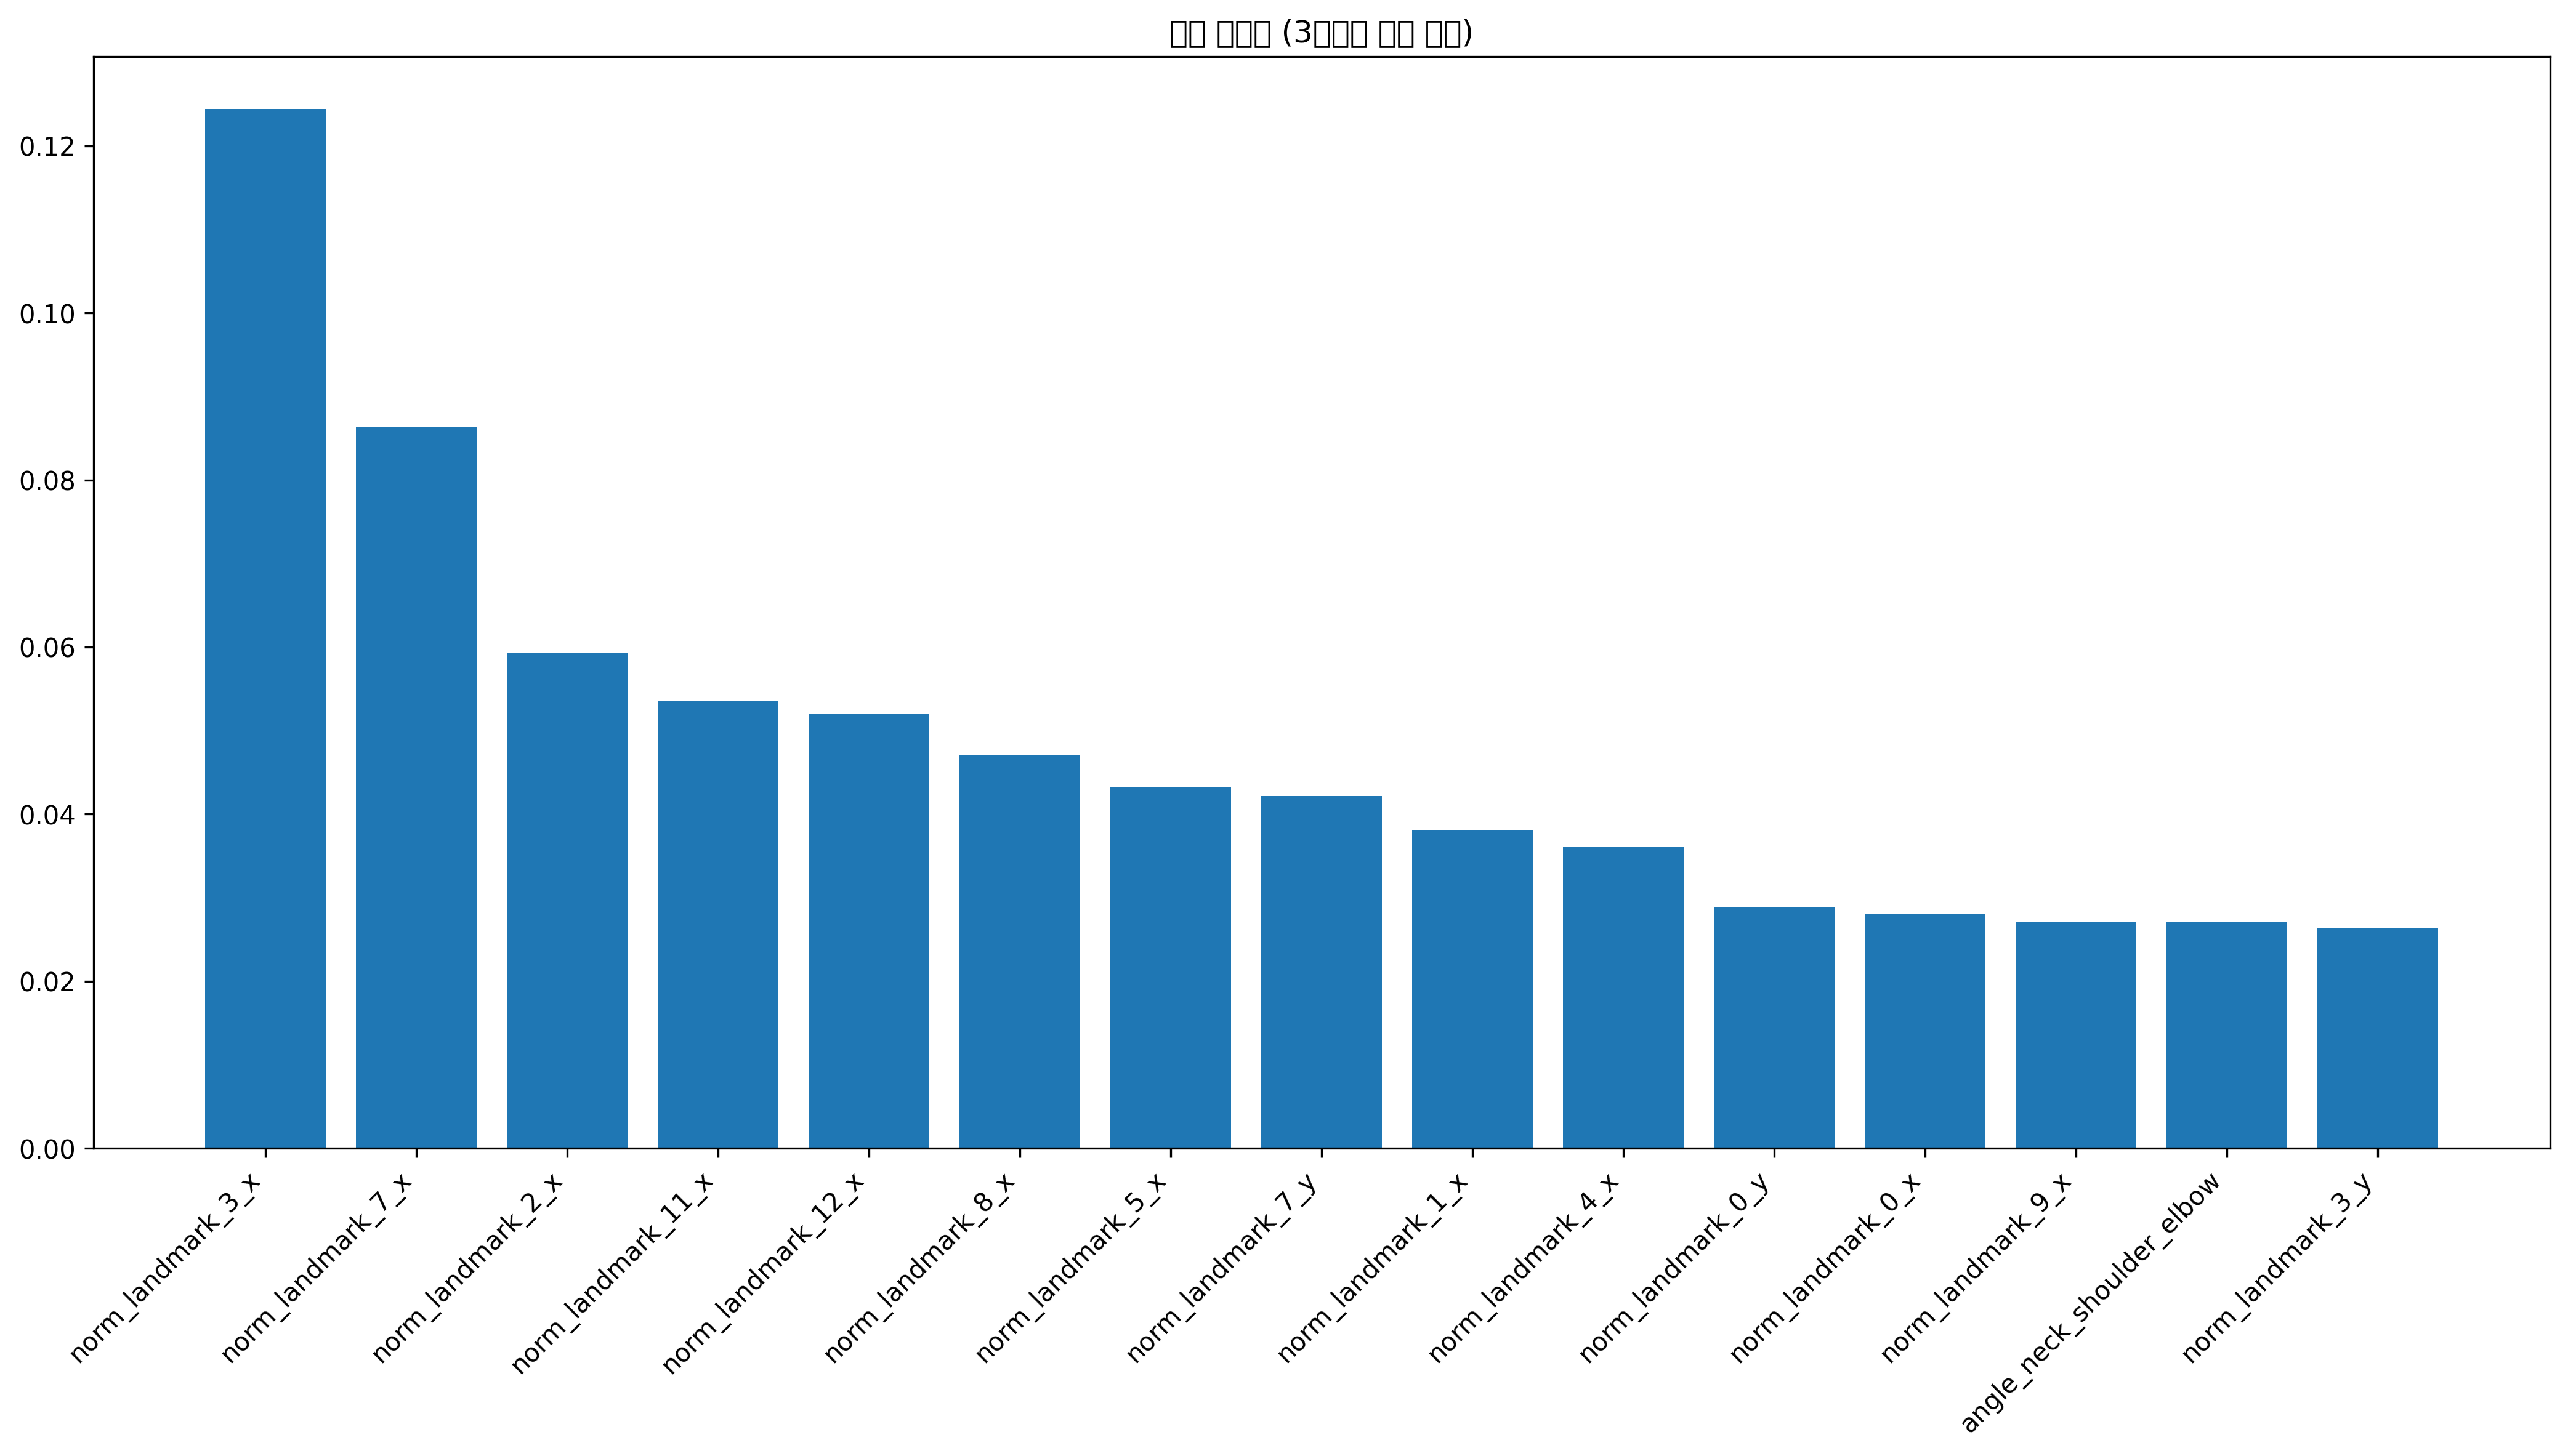 (3
0.12
0.10
0.08
0.06
0.04
0.02
0.00
norm_landmark_3_x
norm_landmark_7_x
norm_landmark_2_x
norm_landmark_11_x
norm_landmark_12_x
norm_landmark_8_x
norm_landmark_5_x
norm_landmark_7_y
norm_landmark_1_x
norm_landmark_4_x
norm_landmark_0_y
norm_landmark_0_x
norm_landmark_9_x
angle_neck_shoulder_elbow
norm_landmark_3_y